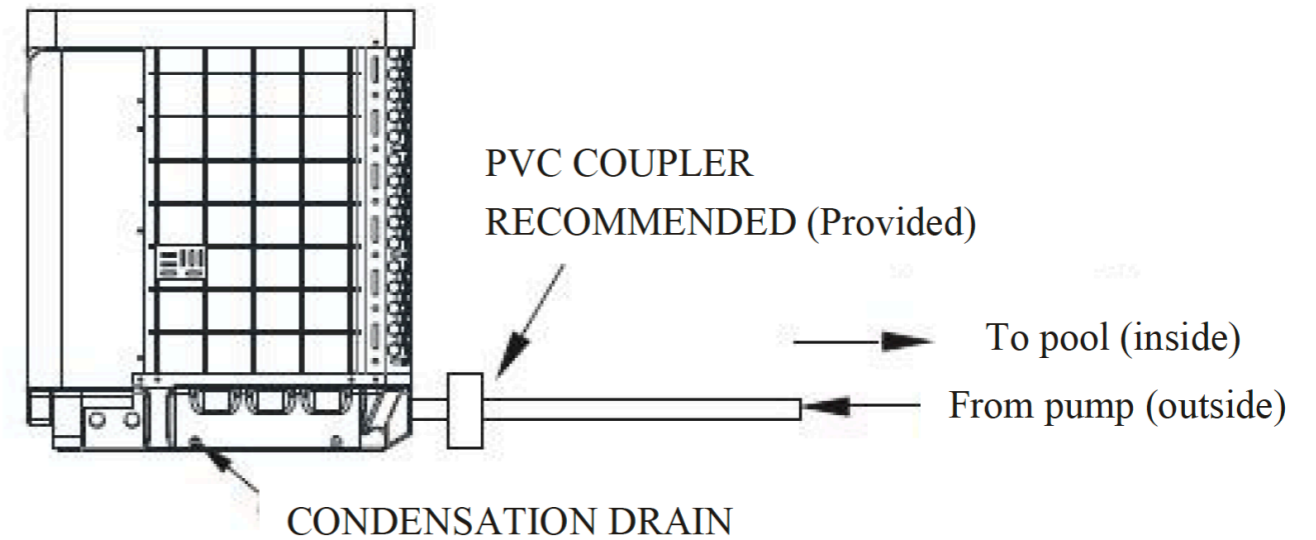 PVC COUPLER
RECOMMENDED (Provided)
To pool (inside)
From pump (outside)
CONDENSATION DRAIN